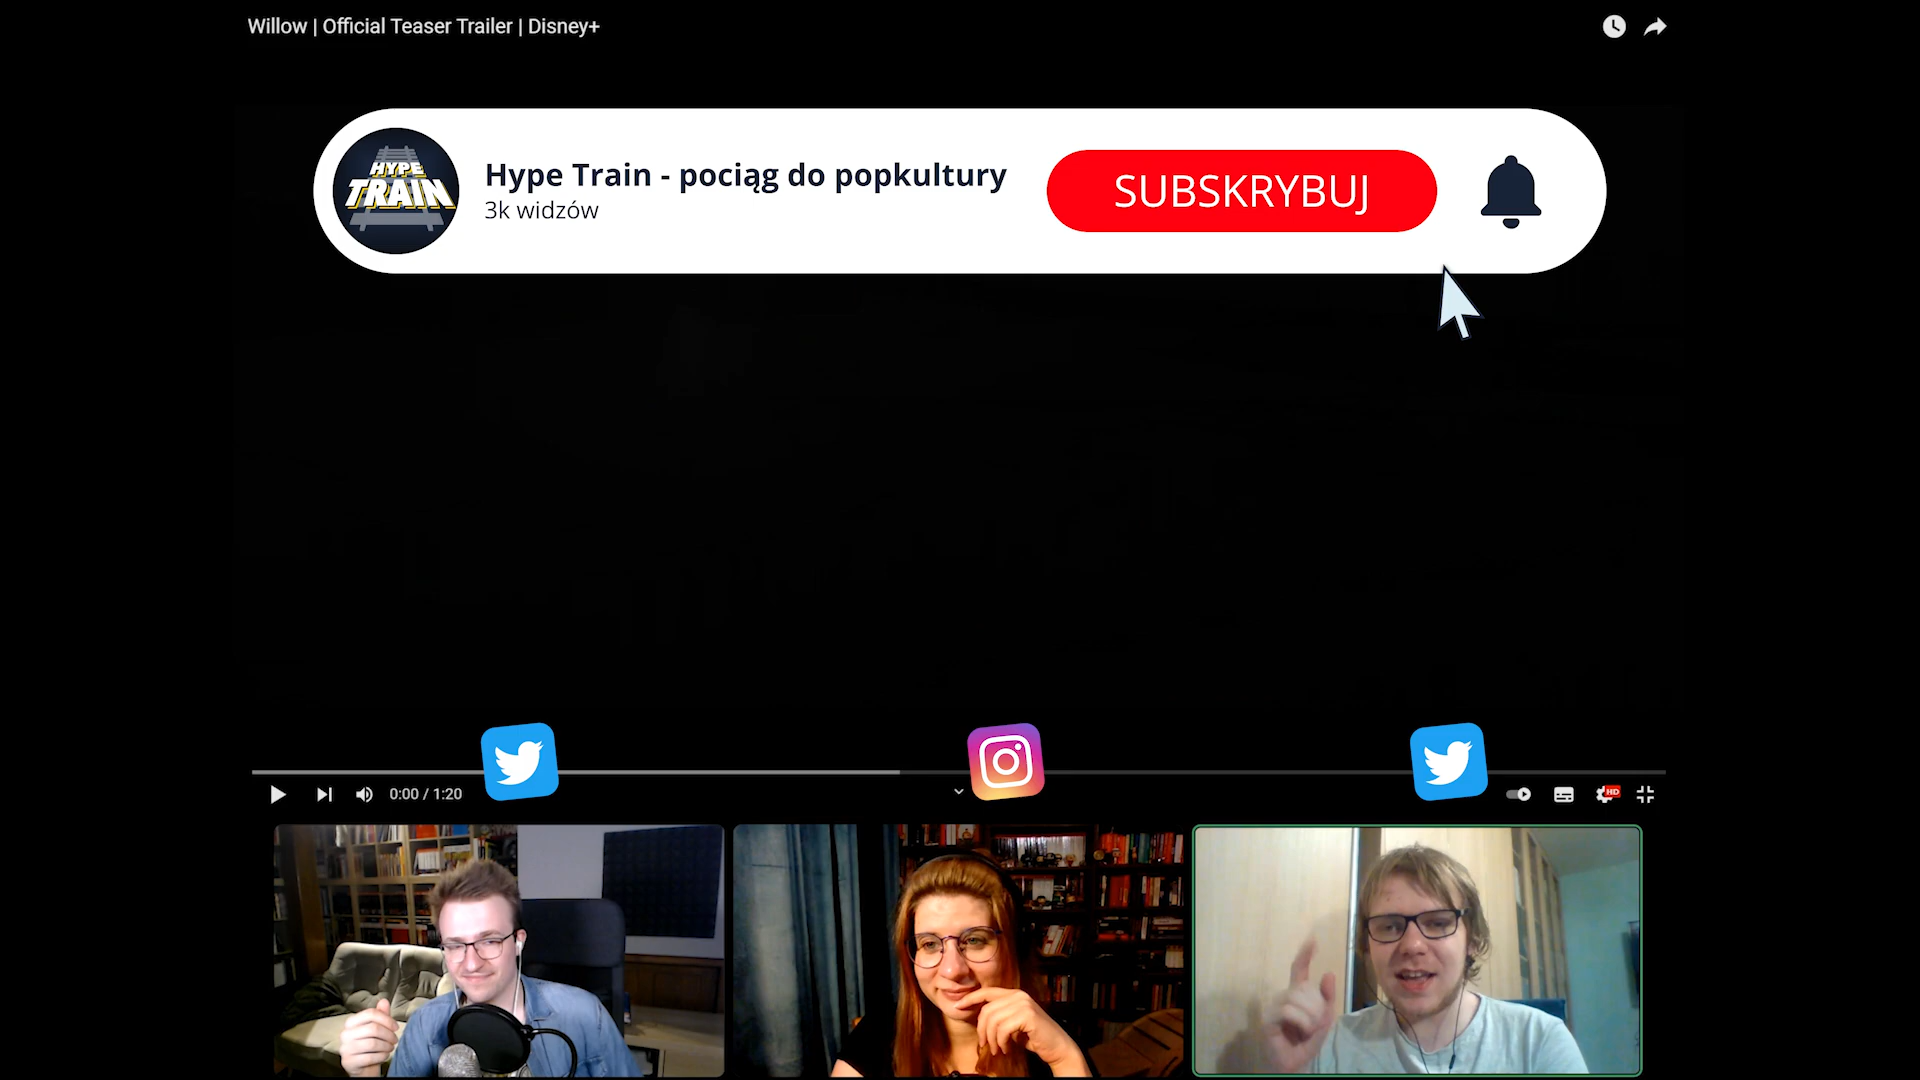 Willow | Official Teaser Trailer | Disney+
HYPE
TRAIN
Hype Train - pociąg do popkultury
3k widzów
SUBSKRYBUJ
0:00 / 1:20
HD